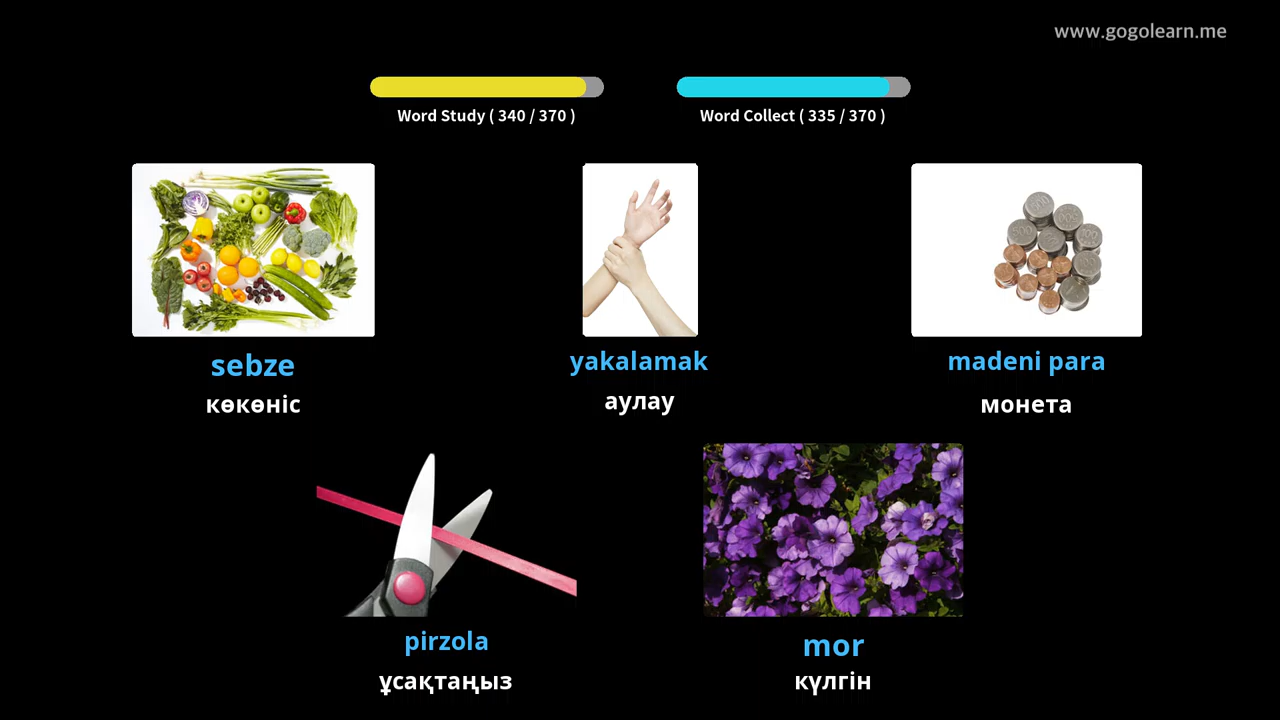 www.gogolearn.me
Word Study ( 340 / 370 )
Word Collect ( 335 / 370 )
sebze
көкөніс
yakalamak
аулау
madeni para
монета
pirzola
ұсақтаңыз
mor
күлгін